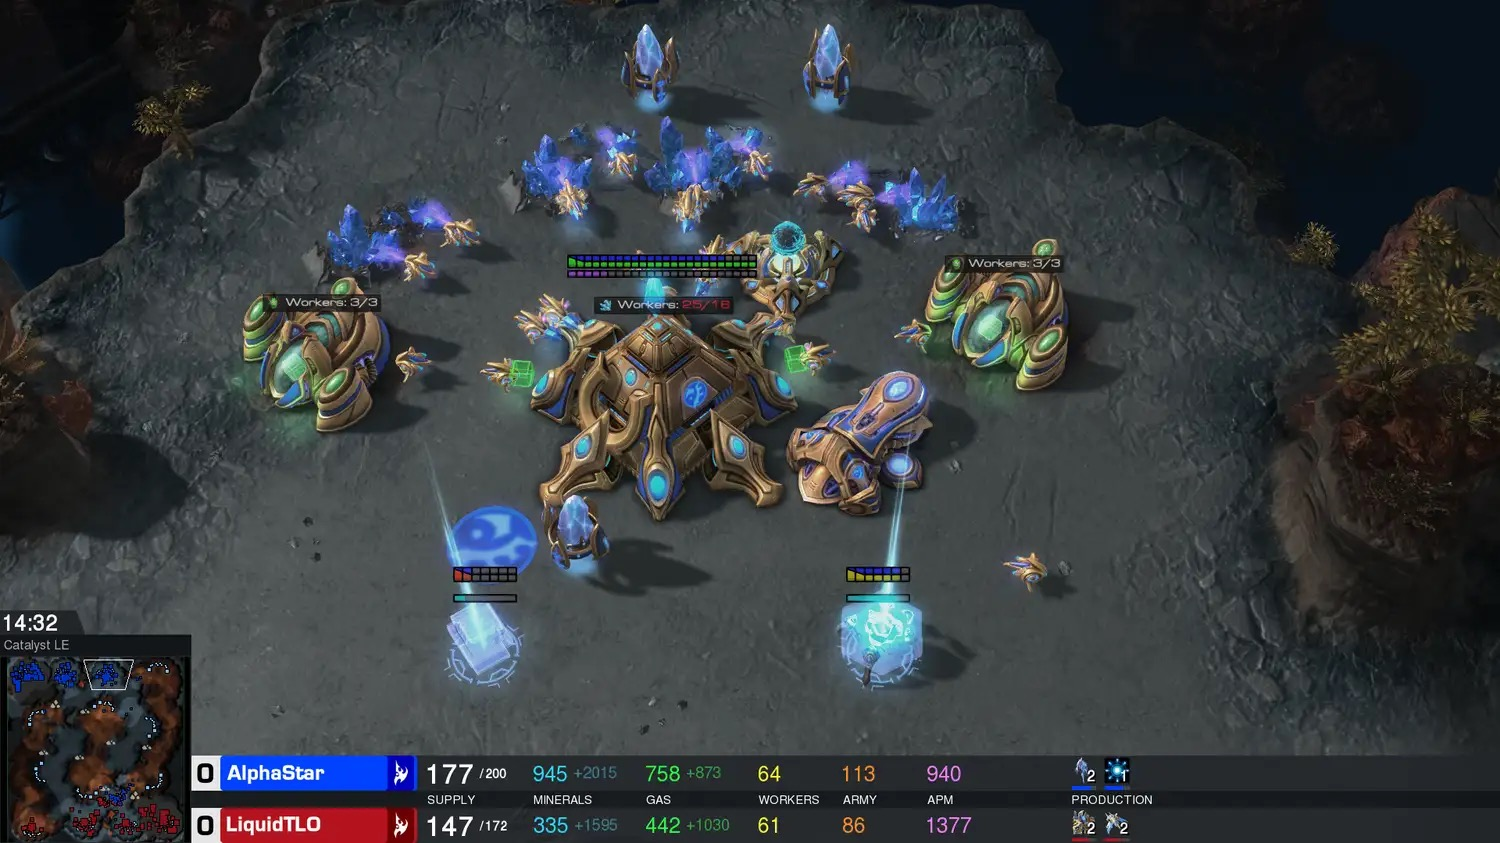 Workers: 3/3
Workers: 3/3
Workers: 25/16
14:32
Catalyst LE
0 AlphaStar 177 /200 945 +2015 758 +873 64 113 940 2 1
SUPPLY MINERALS GAS WORKERS ARMY APM PRODUCTION
0 LiquidTLO 147 /172 335 +1595 442 +1030 61 86 1377 2 2